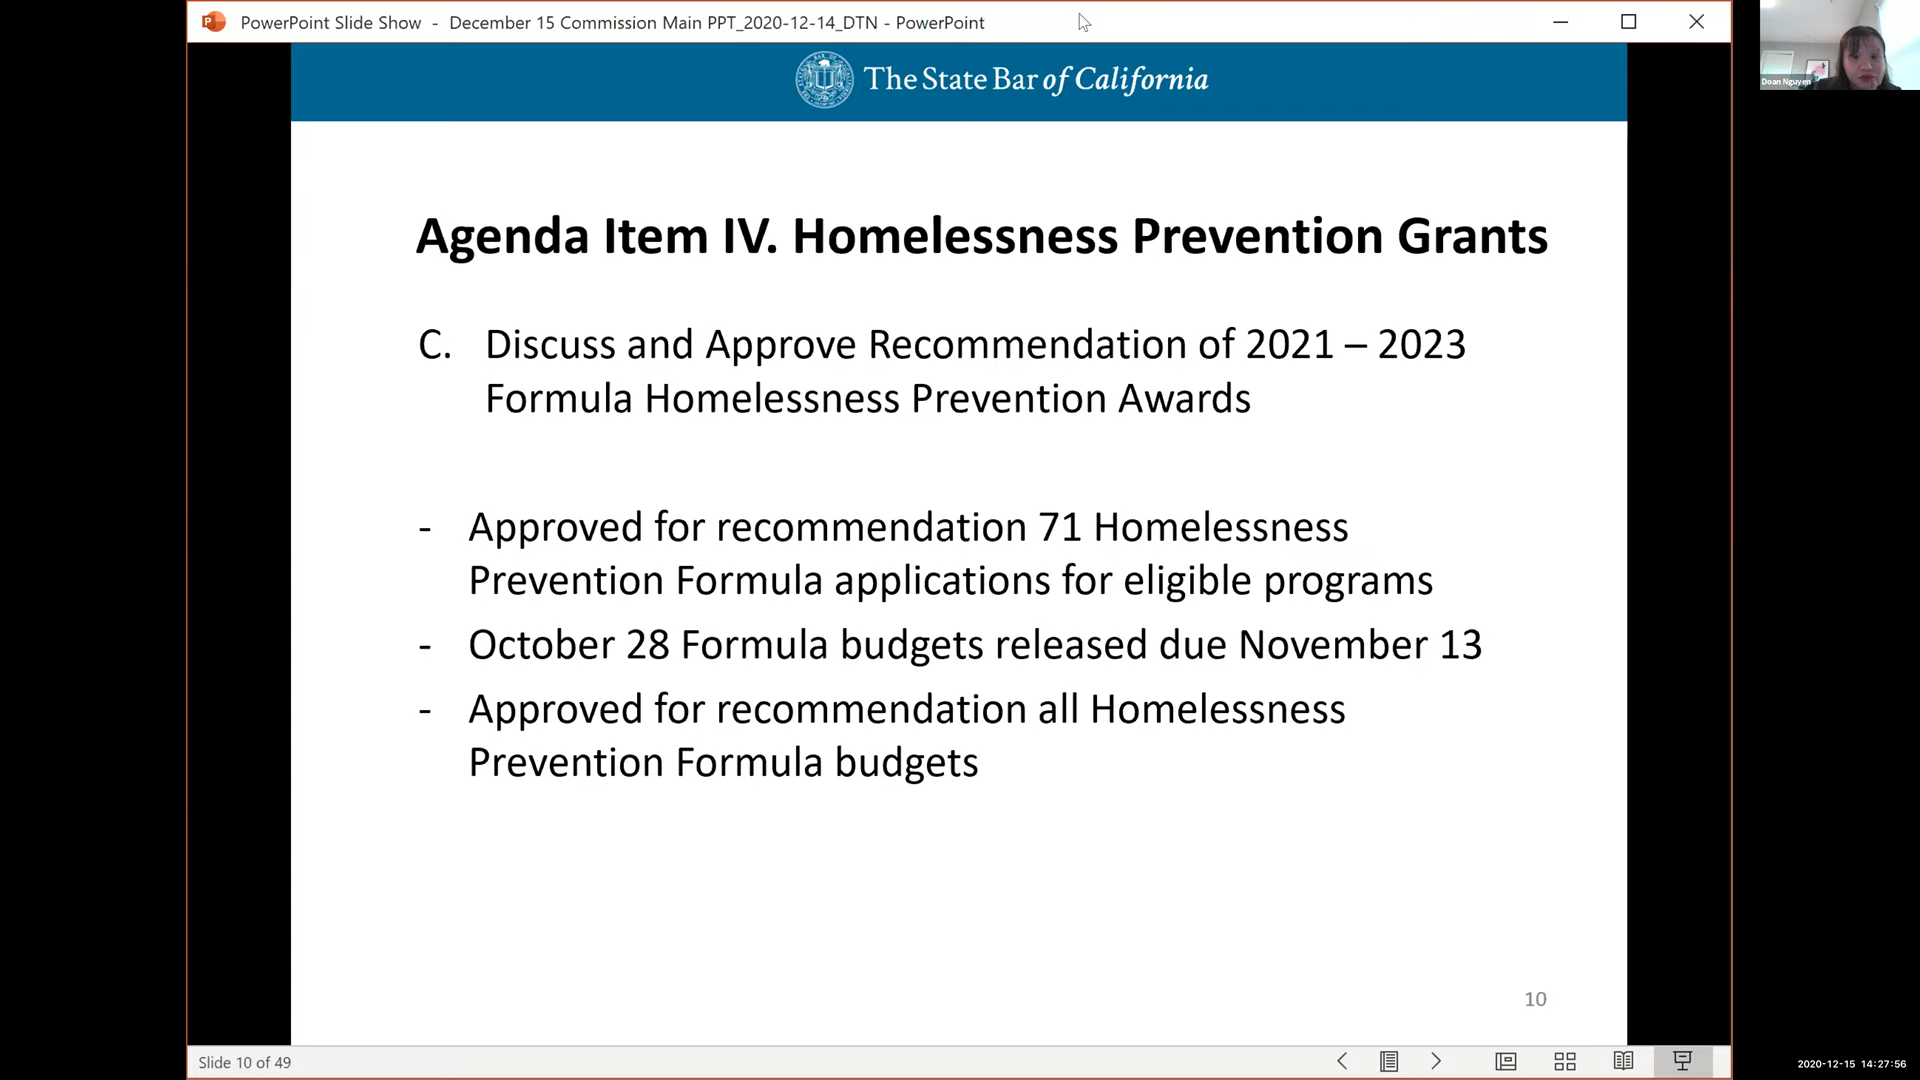 PowerPoint Slide Show - December 15 Commission Main PPT_2020-12-14_DTN - PowerPoint
The State Bar of California
Doan Nguyen
Agenda Item IV. Homelessness Prevention Grants
C. Discuss and Approve Recommendation of 2021 – 2023
Formula Homelessness Prevention Awards
- Approved for recommendation 71 Homelessness
Prevention Formula applications for eligible programs
- October 28 Formula budgets released due November 13
- Approved for recommendation all Homelessness
Prevention Formula budgets
10
Slide 10 of 49
2020-12-15 14:27:56